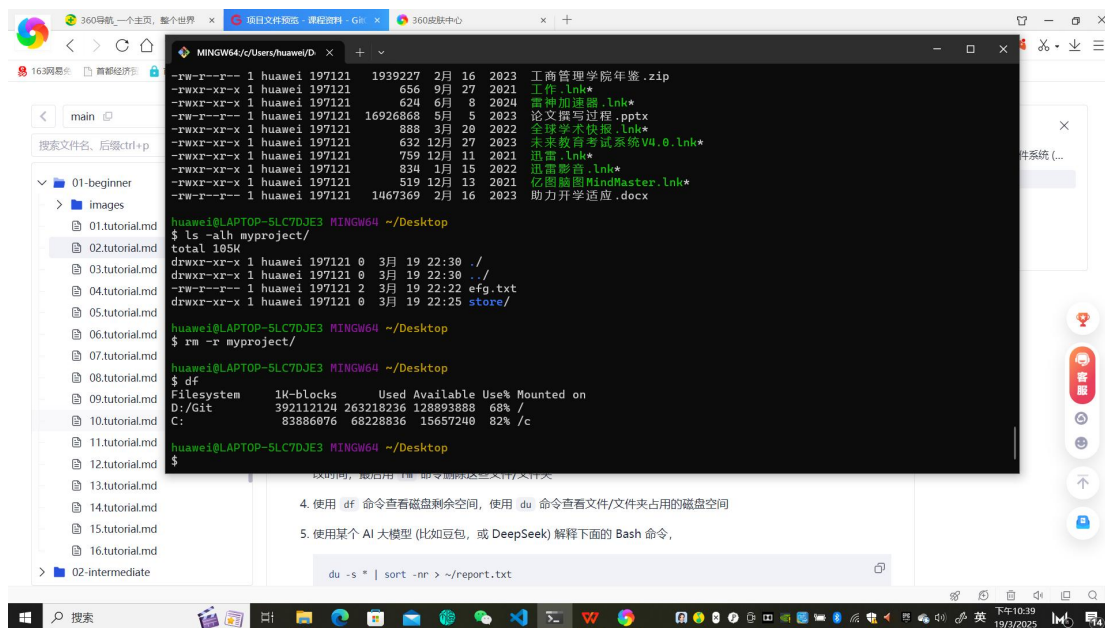 360导航_一个主页，整个世界 ×
项目文件预览 - 课程资料 - Git ×
360皮肤中心 ×
163网易
首都经济
main
搜索文件名、后缀ctrl+p
01-beginner
images
01.tutorial.md
02.tutorial.md
03.tutorial.md
04.tutorial.md
05.tutorial.md
06.tutorial.md
07.tutorial.md
08.tutorial.md
09.tutorial.md
10.tutorial.md
11.tutorial.md
12.tutorial.md
13.tutorial.md
14.tutorial.md
15.tutorial.md
16.tutorial.md
02-intermediate
MINGW64:/c/Users/huawei/D
-rw-r--r-- 1 huawei 197121 1939227 2月 16 2023 工商管理学院年鉴.zip
-rwxr-xr-x 1 huawei 197121 656 9月 27 2021 工作.lnk*
-rwxr-xr-x 1 huawei 197121 624 6月 8 2024 雷神加速器.lnk*
-rw-r--r-- 1 huawei 197121 16926868 5月 5 2023 论文撰写过程.pptx
-rwxr-xr-x 1 huawei 197121 888 3月 20 2022 全球学术快报.lnk*
-rwxr-xr-x 1 huawei 197121 632 12月 27 2023 未来教育考试系统V4.0.lnk*
-rwxr-xr-x 1 huawei 197121 759 12月 11 2021 迅雷.lnk*
-rwxr-xr-x 1 huawei 197121 834 1月 15 2022 迅雷影音.lnk*
-rwxr-xr-x 1 huawei 197121 519 12月 13 2021 亿图脑图MindMaster.lnk*
-rw-r--r-- 1 huawei 197121 1467369 2月 16 2023 助力开学适应.docx
huawei@LAPTOP-5LC7DJE3 MINGW64 ~/Desktop
$ ls -alh myproject/
total 105K
drwxr-xr-x 1 huawei 197121 0 3月 19 22:30 ./
drwxr-xr-x 1 huawei 197121 0 3月 19 22:30 ../
-rw-r--r-- 1 huawei 197121 2 3月 19 22:22 efg.txt
drwxr-xr-x 1 huawei 197121 0 3月 19 22:25 store/
huawei@LAPTOP-5LC7DJE3 MINGW64 ~/Desktop
$ rm -r myproject/
huawei@LAPTOP-5LC7DJE3 MINGW64 ~/Desktop
$ df
Filesystem 1K-blocks Used Available Use% Mounted on
D:/Git 392112124 263218236 128893888 68% /
C: 83886076 68228836 15657240 82% /c
huawei@LAPTOP-5LC7DJE3 MINGW64 ~/Desktop
$
件系统 (...
客服
4. 使用 df 命令查看磁盘剩余空间，使用 du 命令查看文件/文件夹占用的磁盘空间
5. 使用某个 AI 大模型 (比如豆包，或 DeepSeek) 解释下面的 Bash 命令，
du -s * | sort -nr > ~/report.txt
搜索
英
下午10:39
19/3/2025
14